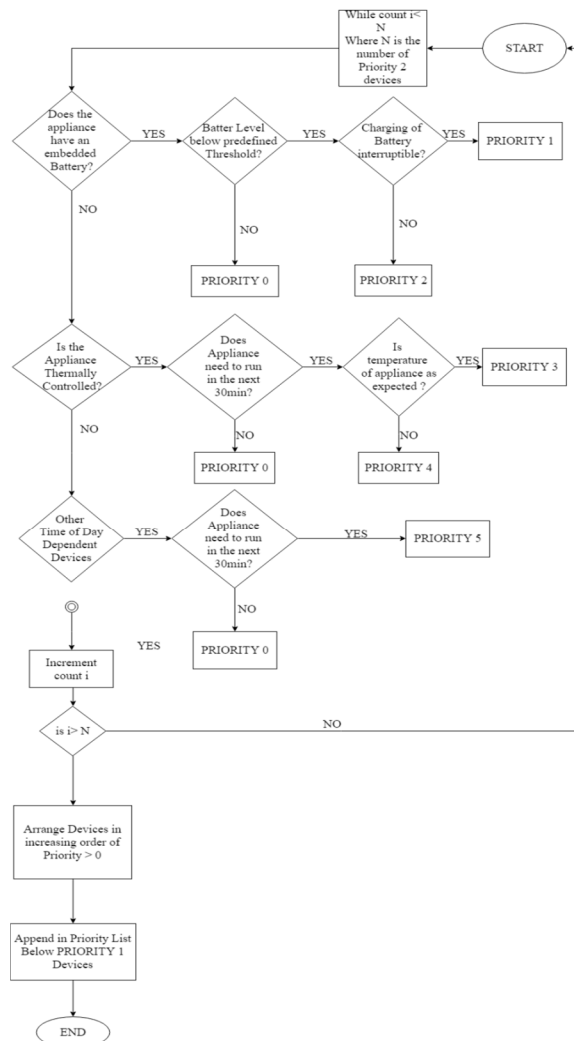 While count i<
N
Where N is the
number of
Priority 2
devices
START
Does the
appliance
have an
embedded
Battery?
YES
Batter Level
below predefined
Threshold?
YES
Charging of
Battery
interruptible?
YES
PRIORITY 1
NO
NO
NO
PRIORITY 0
PRIORITY 2
Is the
Appliance
Thermally
Controlled?
YES
Does
Appliance
need to run
in the next
30min?
YES
Is
temperature
of appliance as
expected ?
YES
PRIORITY 3
NO
NO
NO
PRIORITY 0
PRIORITY 4
Other
Time of Day
Dependent
Devices
YES
Does
Appliance
need to run
in the next
30min?
YES
PRIORITY 5
NO
PRIORITY 0
YES
Increment
count i
is i> N
NO
Arrange Devices in
increasing order of
Priority > 0
Append in Priority List
Below PRIORITY 1
Devices
END